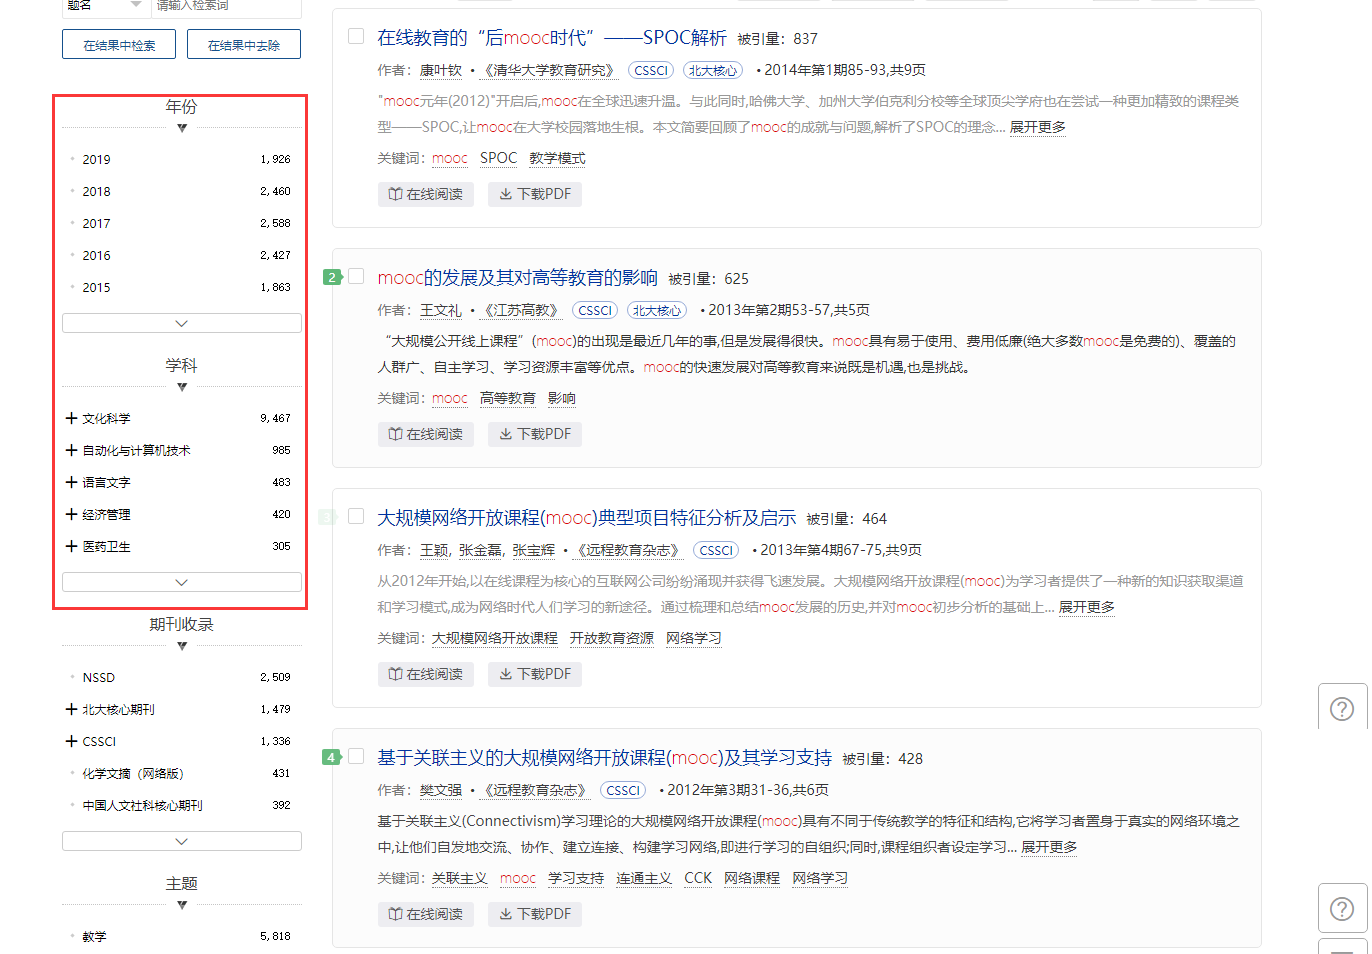 题名
请输入检索词
在结果中检索
在结果中去除
年份
2019 1,926
2018 2,460
2017 2,588
2016 2,427
2015 1,863
学科
文化科学 9,467
自动化与计算机技术 985
语言文字 483
经济管理 420
医药卫生 305
期刊收录
NSSD 2,509
北大核心期刊 1,479
CSSCI 1,336
化学文摘（网络版） 431
中国人文社科核心期刊 392
主题
教学 5,818
在线教育的“后mooc时代”——SPOC解析 被引量：837
作者：康叶钦 •《清华大学教育研究》 CSSCI 北大核心 •2014年第1期85-93,共9页
"mooc元年(2012)"开启后,mooc在全球迅速升温。与此同时,哈佛大学、加州大学伯克利分校等全球顶尖学府也在尝试一种更加精致的课程类
型——SPOC,让mooc在大学校园落地生根。本文简要回顾了mooc的成就与问题,解析了SPOC的理念... 展开更多
关键词：mooc SPOC 教学模式
在线阅读 下载PDF
2 mooc的发展及其对高等教育的影响 被引量：625
作者：王文礼 •《江苏高教》 CSSCI 北大核心 •2013年第2期53-57,共5页
“大规模公开线上课程”(mooc)的出现是最近几年的事,但是发展得很快。mooc具有易于使用、费用低廉(绝大多数mooc是免费的)、覆盖的
人群广、自主学习、学习资源丰富等优点。mooc的快速发展对高等教育来说既是机遇,也是挑战。
关键词：mooc 高等教育 影响
在线阅读 下载PDF
3 大规模网络开放课程(mooc)典型项目特征分析及启示 被引量：464
作者：王颖, 张金磊, 张宝辉 •《远程教育杂志》 CSSCI •2013年第4期67-75,共9页
从2012年开始,以在线课程为核心的互联网公司纷纷涌现并获得飞速发展。大规模网络开放课程(mooc)为学习者提供了一种新的知识获取渠道
和学习模式,成为网络时代人们学习的新途径。通过梳理和总结mooc发展的历史,并对mooc初步分析的基础上... 展开更多
关键词：大规模网络开放课程 开放教育资源 网络学习
在线阅读 下载PDF
4 基于关联主义的大规模网络开放课程(mooc)及其学习支持 被引量：428
作者：樊文强 •《远程教育杂志》 CSSCI •2012年第3期31-36,共6页
基于关联主义(Connectivism)学习理论的大规模网络开放课程(mooc)具有不同于传统教学的特征和结构,它将学习者置身于真实的网络环境之
中,让他们自发地交流、协作、建立连接、构建学习网络,即进行学习的自组织;同时,课程组织者设定学习... 展开更多
关键词：关联主义 mooc 学习支持 连通主义 CCK 网络课程 网络学习
在线阅读 下载PDF